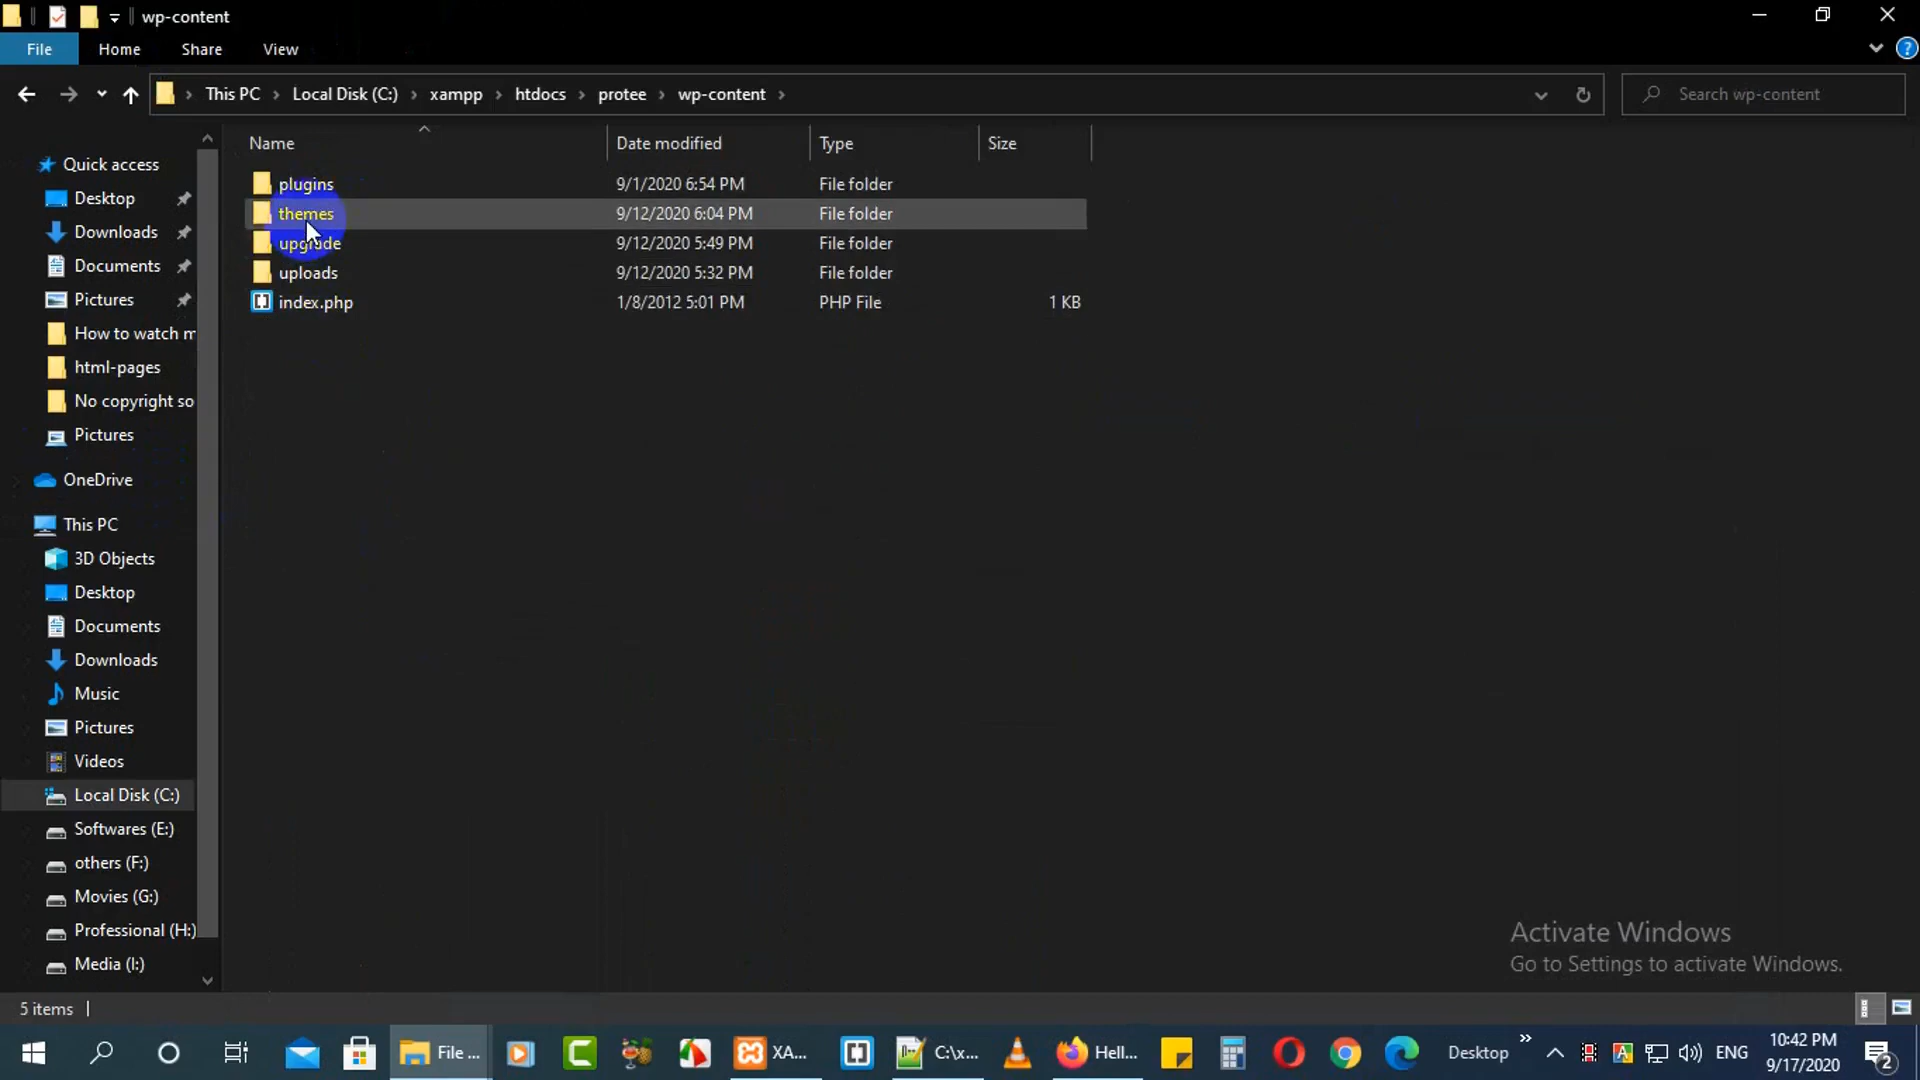 wp-content
File Home Share View
This PC > Local Disk (C:) > xampp > htdocs > protee > wp-content >
Search wp-content
Name Date modified Type Size
plugins 9/1/2020 6:54 PM File folder
themes 9/12/2020 6:04 PM File folder
upgrade 9/12/2020 5:49 PM File folder
uploads 9/12/2020 5:32 PM File folder
index.php 1/8/2012 5:01 PM PHP File 1 KB
Quick access
Desktop
Downloads
Documents
Pictures
How to watch m
html-pages
No copyright so
Pictures
OneDrive
This PC
3D Objects
Desktop
Documents
Downloads
Music
Pictures
Videos
Local Disk (C:)
Softwares (E:)
others (F:)
Movies (G:)
Professional (H:)
Media (I:)
Activate Windows
Go to Settings to activate Windows.
5 items
File ...
XA...
C:\x...
Hell...
Desktop »
ENG
10:42 PM
9/17/2020
2